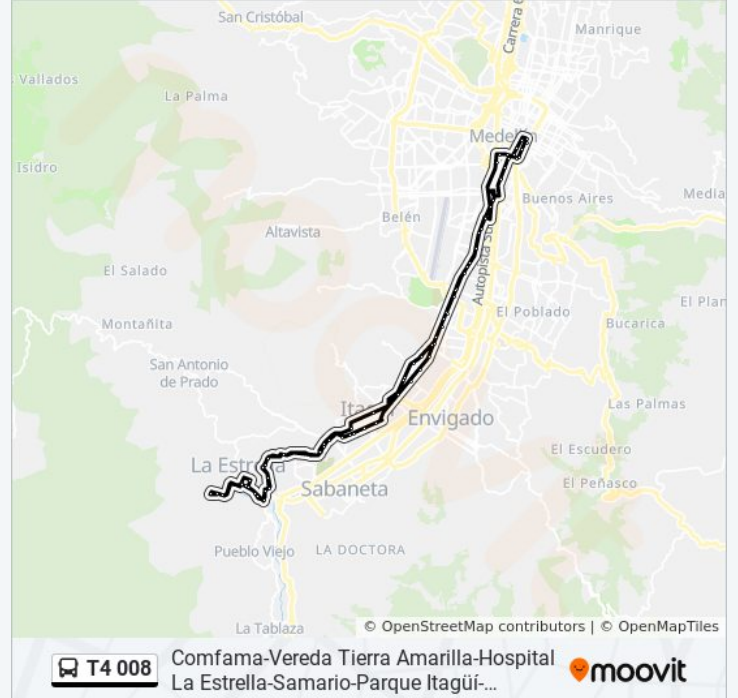 San Cristóbal
Carrera 6
Manrique
Vallados
La Palma
Medellín
Isidro
Buenos Aires
Media
Belén
Altavista
Autopista Su
El Salado
El Poblado
El Plan
Bucarica
Montañita
San Antonio
de Prado
Las Palmas
Itagüí
Envigado
El Escudero
La Estrella
El Peñasco
Sabaneta
Pueblo Viejo
LA DOCTORA
La Tablaza
© OpenStreetMap contributors | © OpenMapTiles
T4 008
Comfama-Vereda Tierra Amarilla-Hospital
La Estrella-Samario-Parque Itagüí-...
moovit